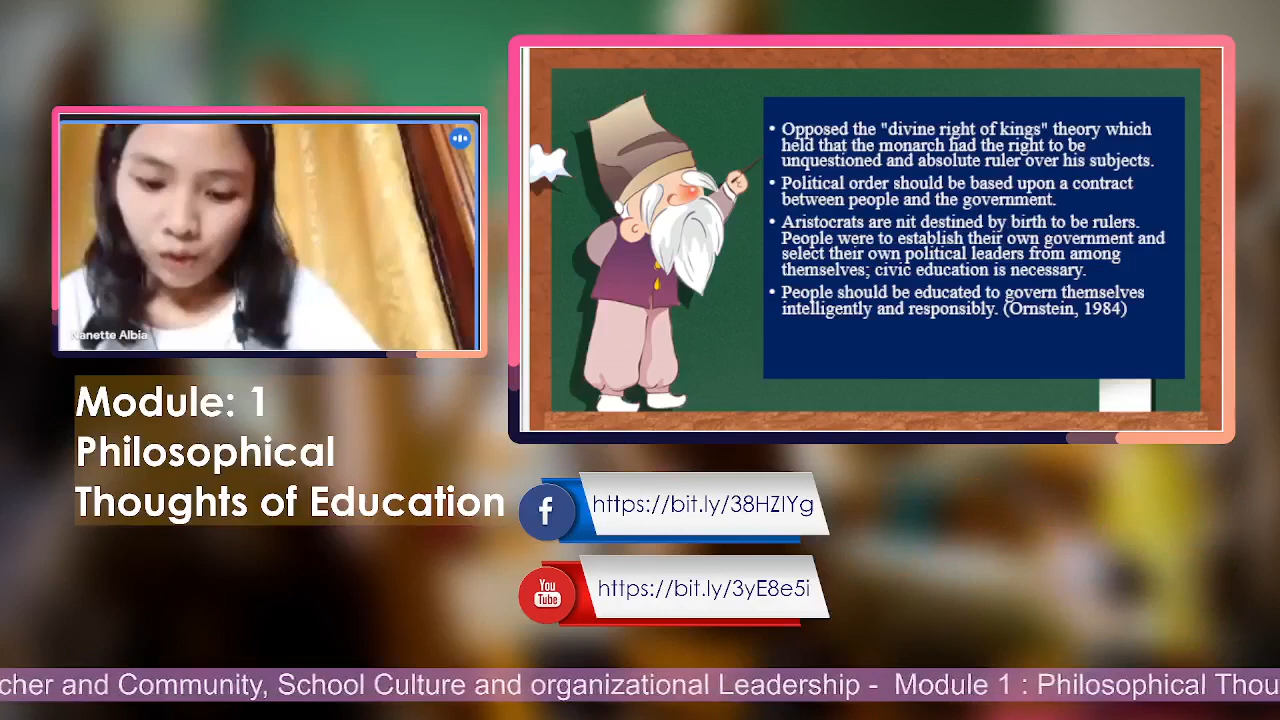 Nanette Albia
Module: 1
Philosophical
Thoughts of Education
• Opposed the "divine right of kings" theory which
held that the monarch had the right to be
unquestioned and absolute ruler over his subjects.
• Political order should be based upon a contract
between people and the government.
• Aristocrats are nit destined by birth to be rulers.
People were to establish their own government and
select their own political leaders from among
themselves; civic education is necessary.
• People should be educated to govern themselves
intelligently and responsibly. (Ornstein, 1984)
f
https://bit.ly/38HZlYg
You
Tube
https://bit.ly/3yE8e5i
cher and Community, School Culture and organizational Leadership - Module 1 : Philosophical Thou